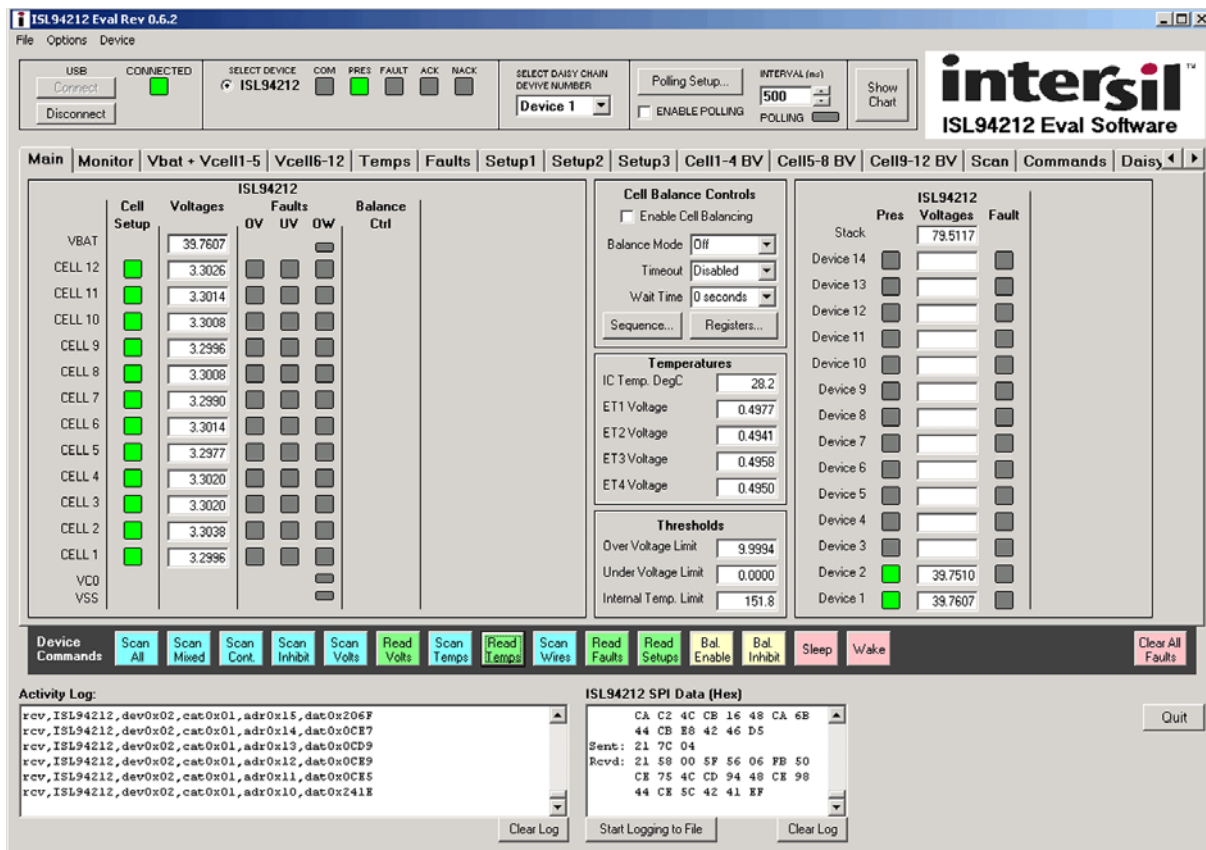 ISL94212 Eval Rev 0.6.2
File Options Device
USB
Connect
Disconnect
CONNECTED
SELECT DEVICE
ISL94212
COM PRES FAULT ACK NACK
SELECT DAISY CHAIN
DEVIVE NUMBER
Device 1
Polling Setup...
ENABLE POLLING
INTERVAL (ms)
500
POLLING
Show
Chart
intersil™
ISL94212 Eval Software
Main Monitor Vbat + Vcell1-5 Vcell6-12 Temps Faults Setup1 Setup2 Setup3 Cell1-4 BV Cell5-8 BV Cell9-12 BV Scan Commands Daisy
ISL94212
Cell Setup Voltages Faults Balance Ctrl
OV UV OW
VBAT 39.7607
CELL 12 3.3026
CELL 11 3.3014
CELL 10 3.3008
CELL 9 3.2996
CELL 8 3.3008
CELL 7 3.2990
CELL 6 3.3014
CELL 5 3.2977
CELL 4 3.3020
CELL 3 3.3020
CELL 2 3.3038
CELL 1 3.2996
VC0
VSS
Cell Balance Controls
Enable Cell Balancing
Balance Mode Off
Timeout Disabled
Wait Time 0 seconds
Sequence... Registers...
Temperatures
IC Temp. DegC 28.2
ET1 Voltage 0.4977
ET2 Voltage 0.4941
ET3 Voltage 0.4958
ET4 Voltage 0.4950
Thresholds
Over Voltage Limit 9.9994
Under Voltage Limit 0.0000
Internal Temp. Limit 151.8
ISL94212
Pres Voltages Fault
Stack 79.5117
Device 14
Device 13
Device 12
Device 11
Device 10
Device 9
Device 8
Device 7
Device 6
Device 5
Device 4
Device 3
Device 2 39.7510
Device 1 39.7607
Device Commands
Scan All
Scan Mixed
Scan Cont.
Scan Inhibit
Scan Volts
Read Volts
Scan Temps
Read Temps
Scan Wires
Read Faults
Read Setups
Bal. Enable
Bal. Inhibit
Sleep
Wake
Clear All Faults
Activity Log:
rcv,ISL94212,dev0x02,cat0x01,adr0x15,dat0x206F
rcv,ISL94212,dev0x02,cat0x01,adr0x14,dat0x0CE7
rcv,ISL94212,dev0x02,cat0x01,adr0x13,dat0x0CD9
rcv,ISL94212,dev0x02,cat0x01,adr0x12,dat0x0CE9
rcv,ISL94212,dev0x02,cat0x01,adr0x11,dat0x0CE5
rcv,ISL94212,dev0x02,cat0x01,adr0x10,dat0x241E
Clear Log
ISL94212 SPI Data (Hex)
CA C2 4C CB 16 48 CA 6B
44 CB E8 42 46 D5
Sent: 21 7C 04
Rcvd: 21 58 00 5F 56 06 FB 50
CE 75 4C CD 94 48 CE 98
44 CE 5C 42 41 EF
Start Logging to File
Clear Log
Quit